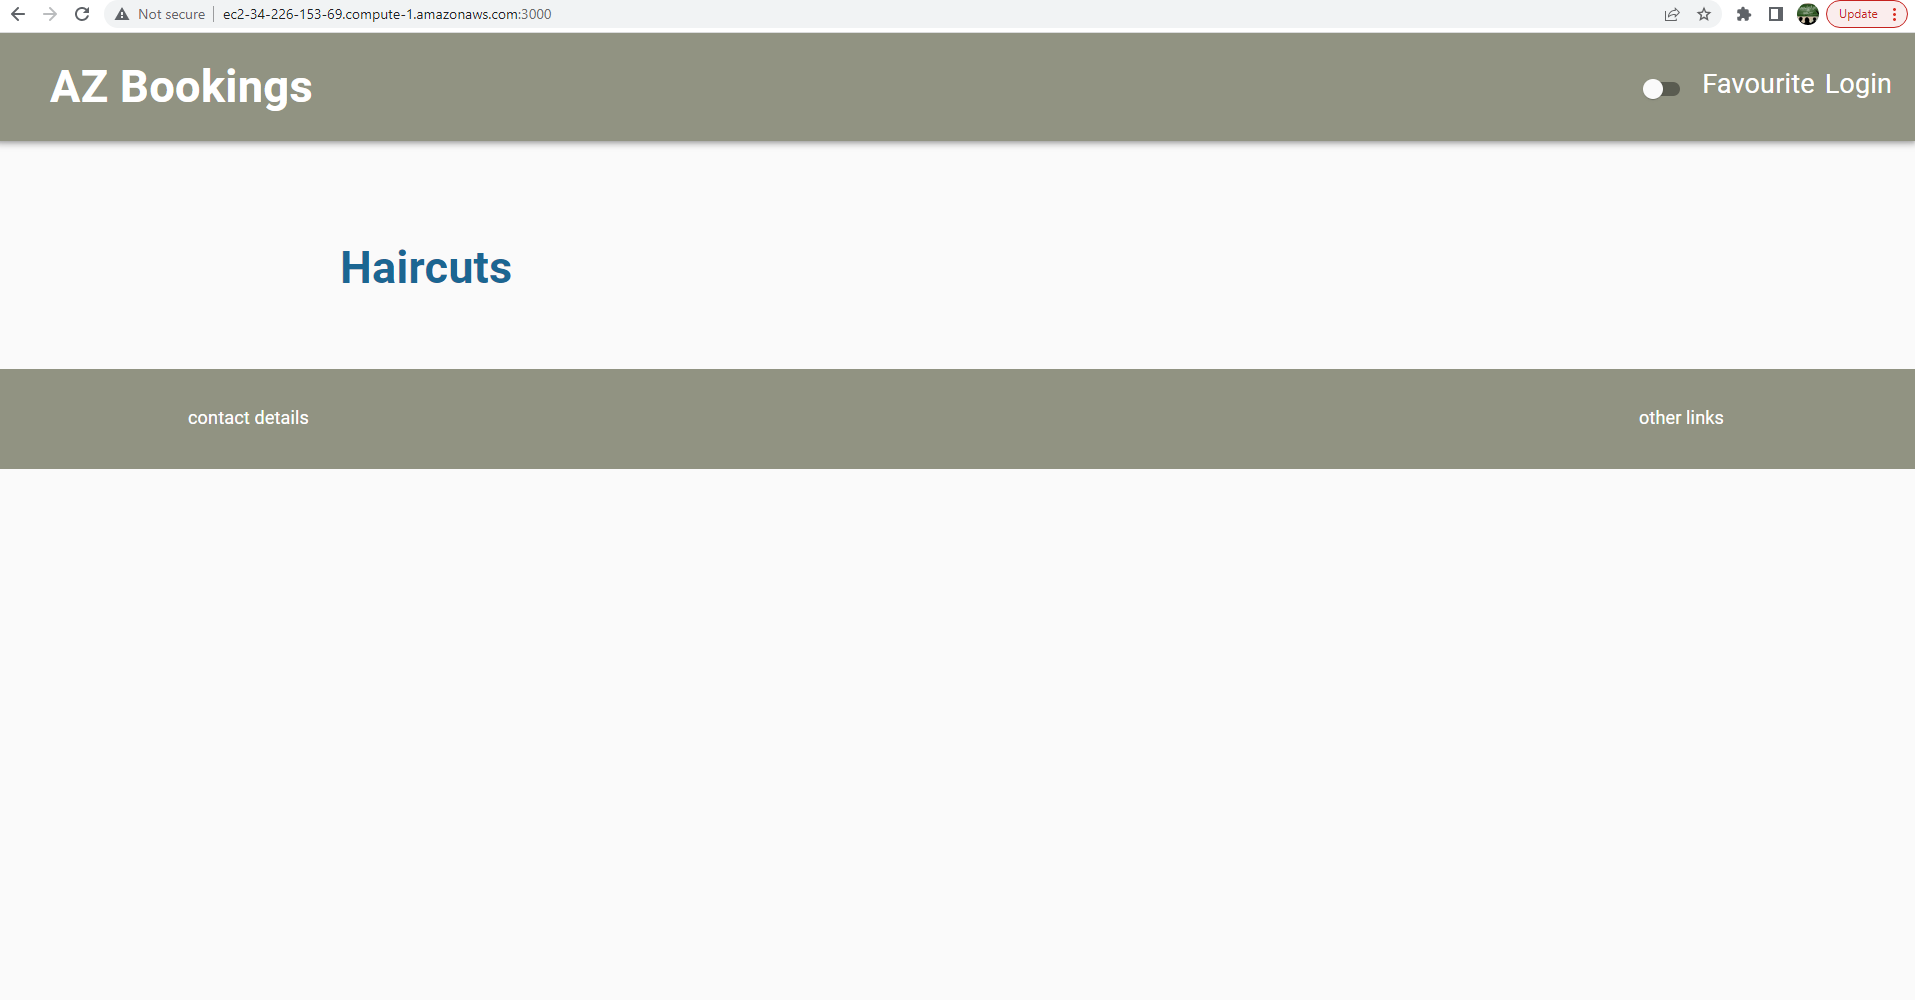 Not secure ec2-34-226-153-69.compute-1.amazonaws.com:3000 Update
AZ Bookings Favourite Login
Haircuts
contact details other links